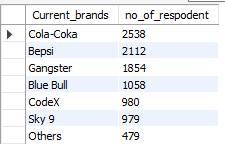 Current_brands no_of_respodent
Cola-Coka 2538
Bepsi 2112
Gangster 1854
Blue Bull 1058
CodeX 980
Sky 9 979
Others 479